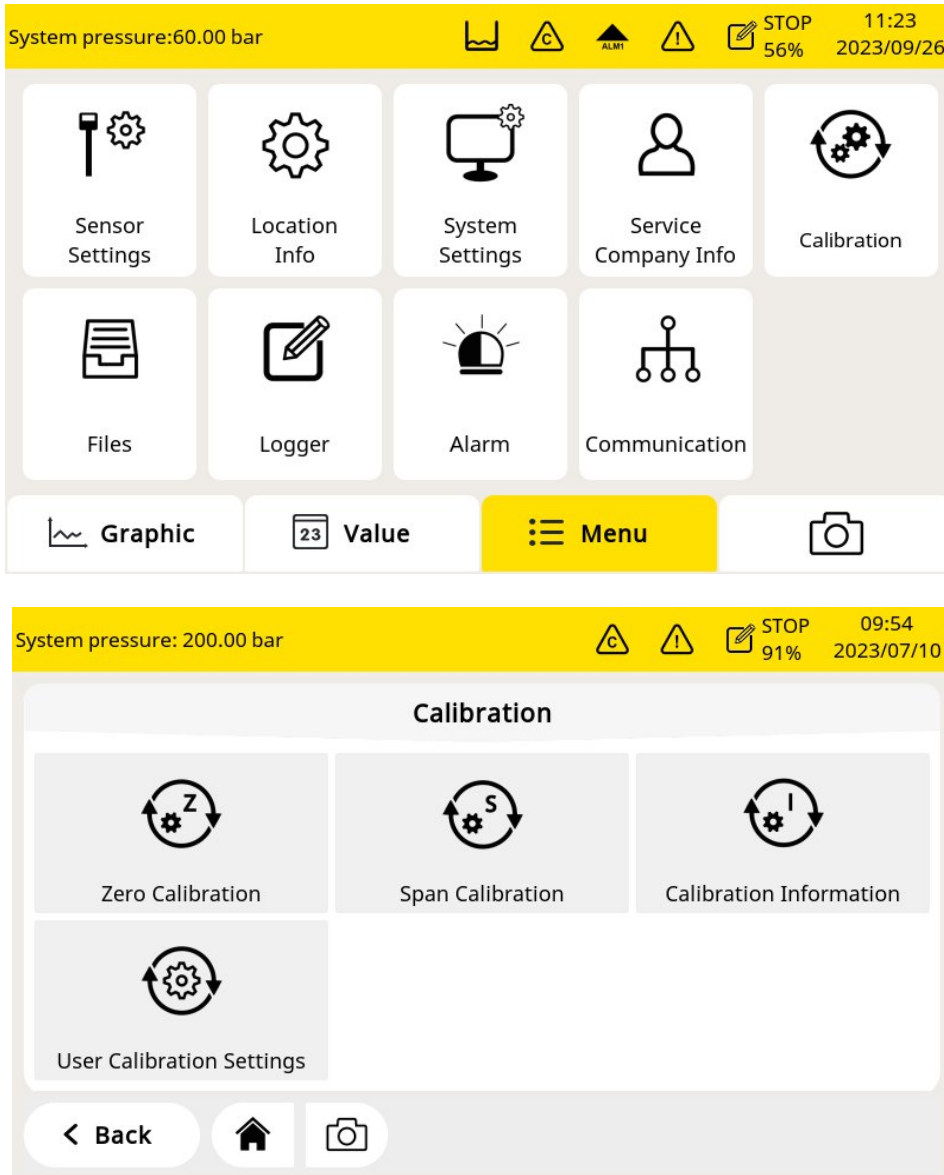 System pressure:60.00 bar
ALM1
C
!
STOP
56%
11:23
2023/09/26
Sensor
Settings
Location
Info
System
Settings
Service
Company Info
Calibration
Files
Logger
Alarm
Communication
Graphic
23 Value
Menu
System pressure: 200.00 bar
C
!
STOP
91%
09:54
2023/07/10
Calibration
Z
Zero Calibration
S
Span Calibration
I
Calibration Information
User Calibration Settings
Back